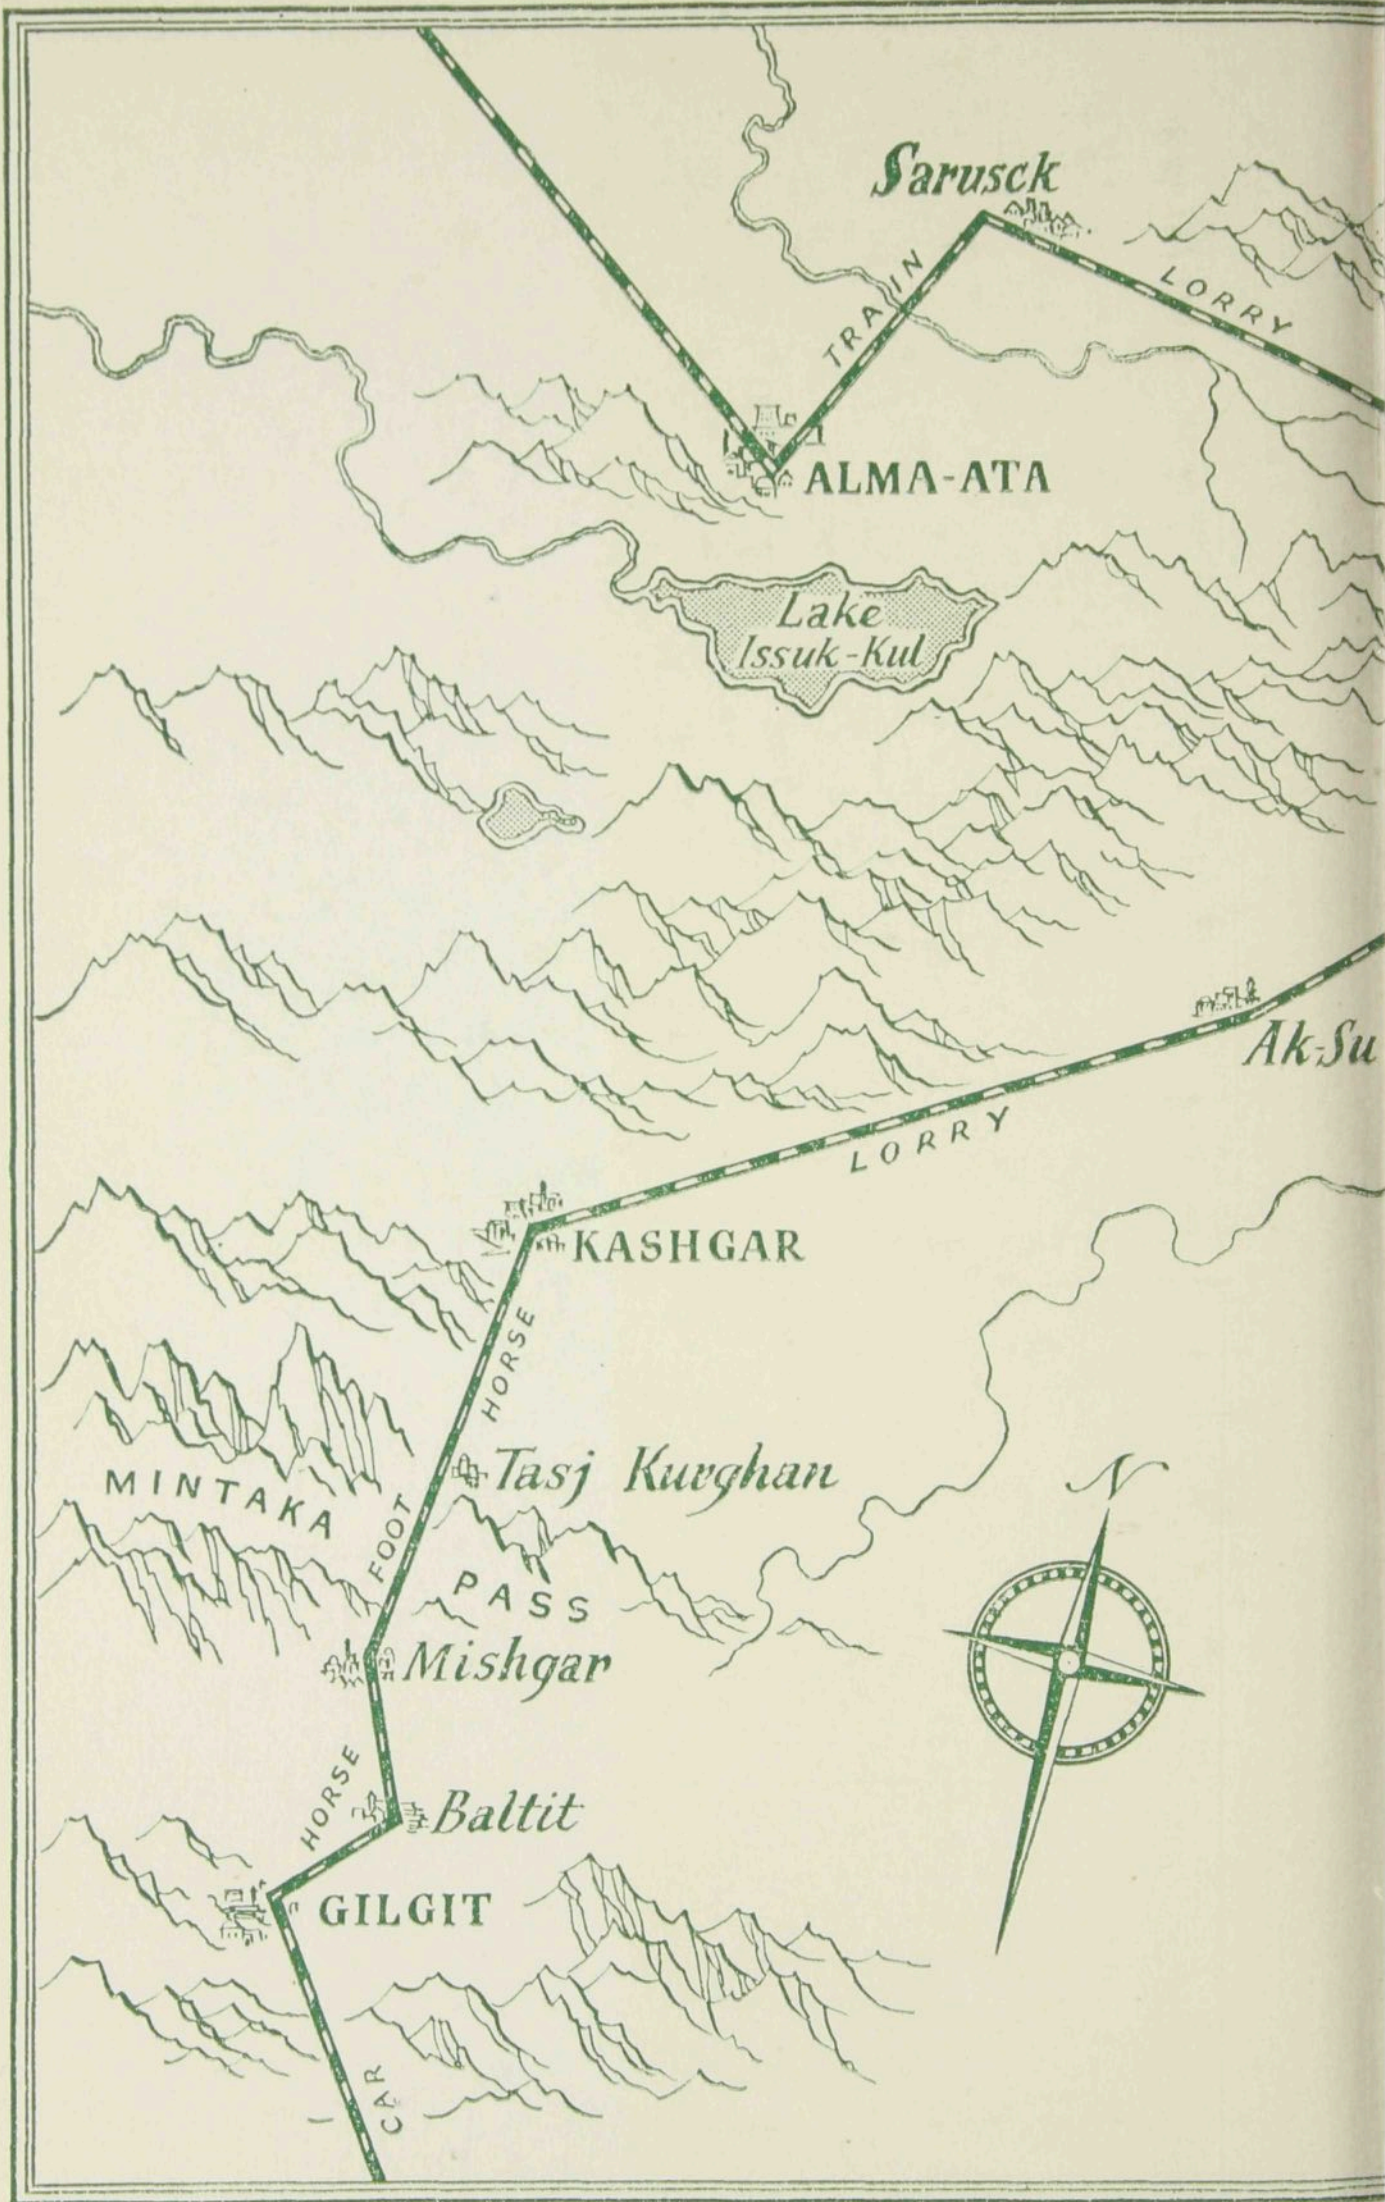 Sarusck
LORRY
TRAIN
ALMA-ATA
Lake
Issuk-Kul
Ak-Su
LORRY
KASHGAR
HORSE
Tasj Kurghan
MINTAKA
FOOT
PASS
N
Mishgar
HORSE
Baltit
GILGIT
CAR